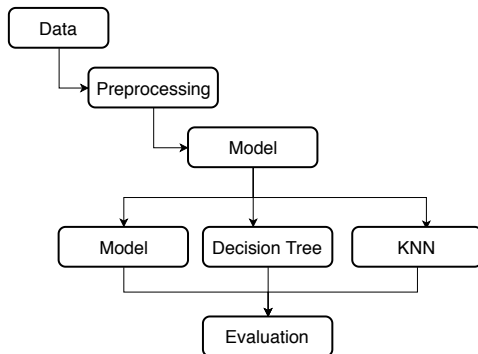 Data
Preprocessing
Model
Model
Decision Tree
KNN
Evaluation